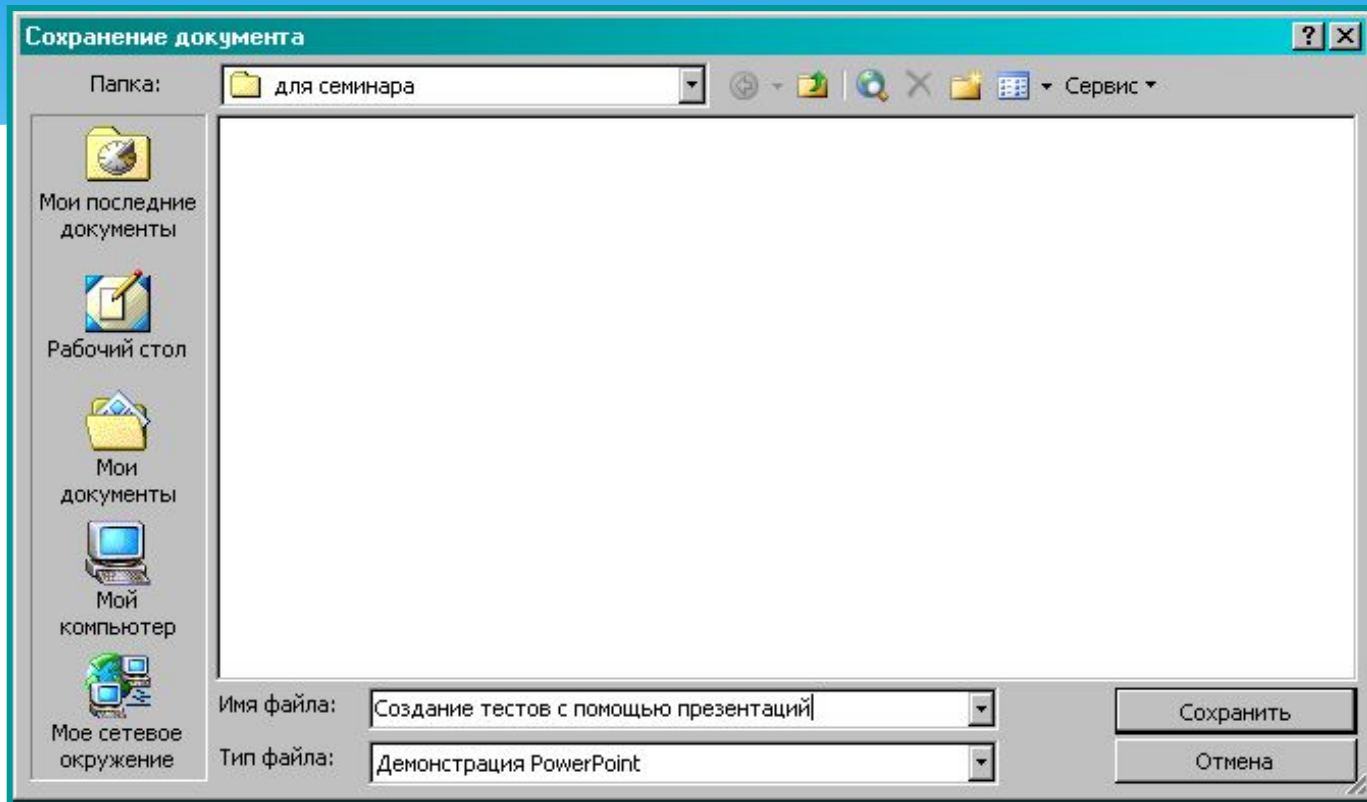 Сохранение документа
Папка:
для семинара
Сервис
Мои последние
документы
Рабочий стол
Мои
документы
Мой
компьютер
Мое сетевое
окружение
Имя файла:
Создание тестов с помощью презентаций
Сохранить
Тип файла:
Демонстрация PowerPoint
Отмена